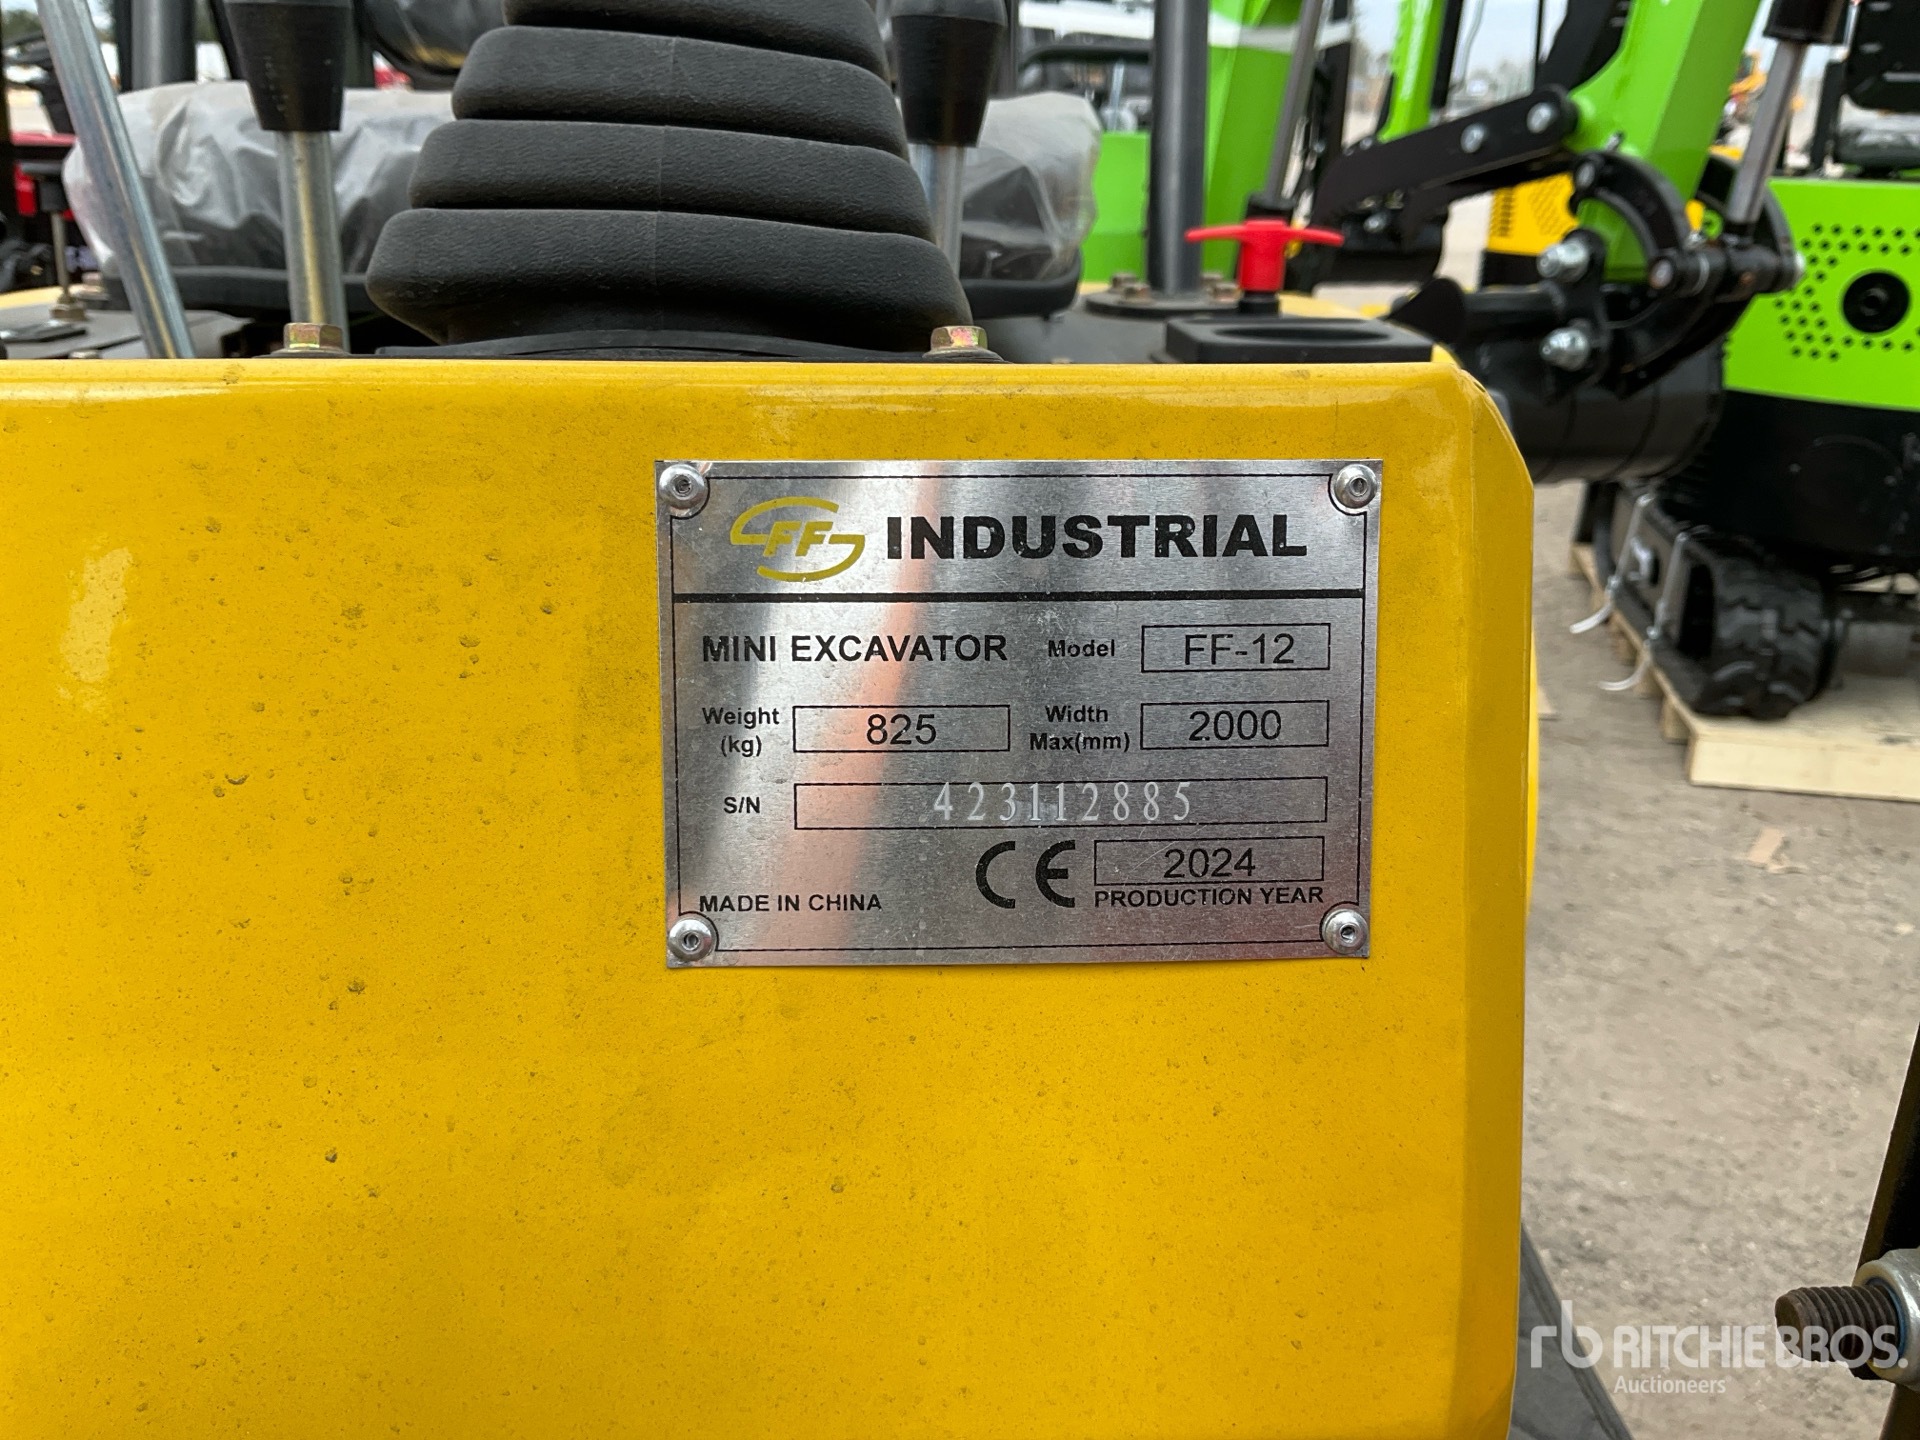 FF INDUSTRIAL
MINI EXCAVATOR Model FF-12
Weight (kg) 825 Width Max(mm) 2000
S/N 423112885
CE 2024
MADE IN CHINA PRODUCTION YEAR
rb RITCHIE BROS.
Auctioneers